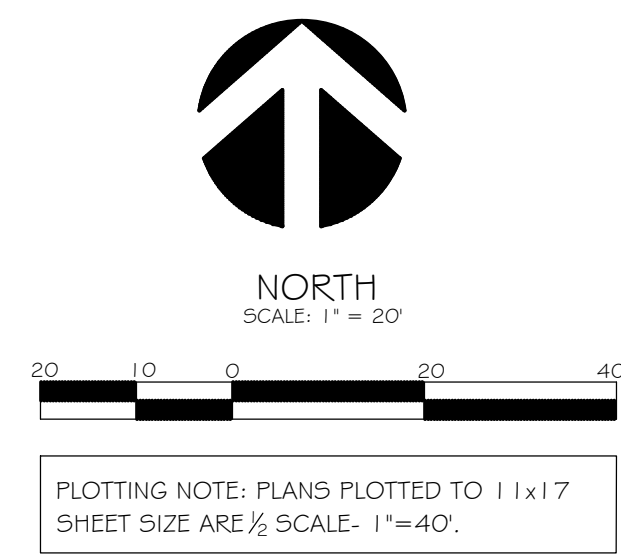 NORTH
SCALE: 1" = 20'
20 10 0 20 40
PLOTTING NOTE: PLANS PLOTTED TO 11x17
SHEET SIZE ARE ½ SCALE- 1"=40'.